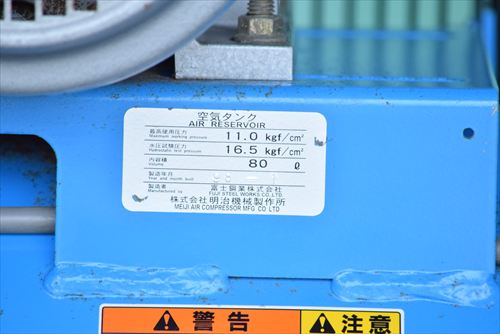 空気タンク
AIR RESERVOIR
最高使用圧力 11.0 kgf/cm²
Maximum working pressure
水圧試験圧力 16.5 kgf/cm²
Hydrostatic test pressure
内容積 80 ℓ
Volume
製造年月
Year and month built
製造者 富士鋼業株式会社
Manufactured by FUJI STEEL WORKS CO.,LTD.
株式会社 明治機械製作所
MEIJI AIR COMPRESSOR MFG CO.,LTD
警告
注意